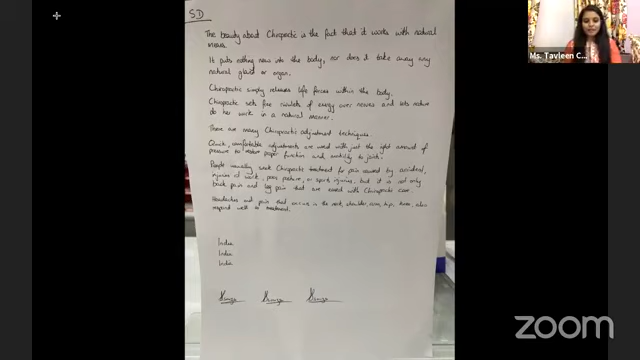 SD
The beauty about Chiropractic is the fact that it works with natural
means
It puts nothing new into the body, nor does it take away any
natural gland or organ.
Chiropractic simply releases life forces within the body.
Chiropractic sets free rivulets of energy over nerves and lets nature
do her work in a natural manner.
There are many Chiropractic adjustment techniques.
Quick, comfortable adjustments are used with just the right amount of
pressure to restore proper function and mobility to joints.
People usually seek Chiropractic treatment for pain caused by accident,
injuries at work, poor posture, or sport injuries, but it is not only
back pain and leg pain that are eased with Chiropractic care.
Headaches and pain that occurs in the neck, shoulder, arms, hips, knees, also
respond well to treatment.
India
India
India
Ms. Tavleen C...
zoom